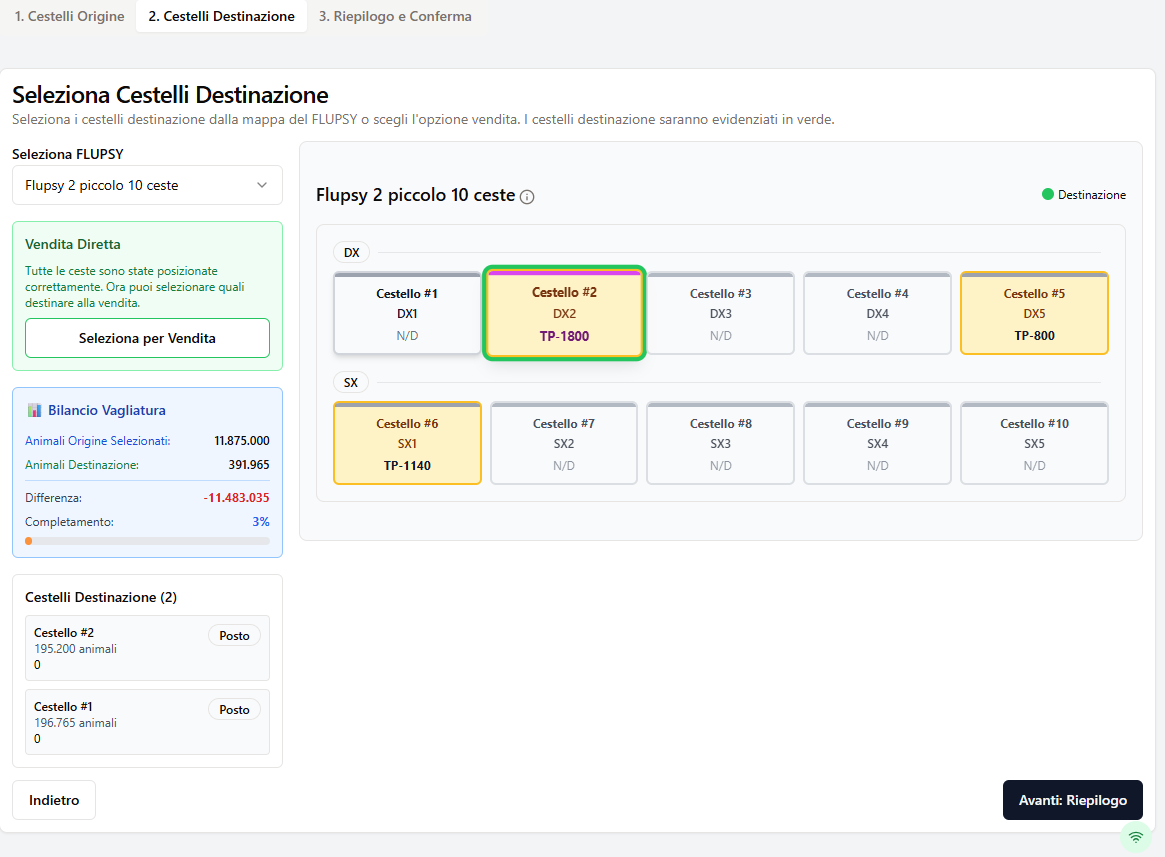 1. Cestelli Origine
2. Cestelli Destinazione
3. Riepilogo e Conferma
Seleziona Cestelli Destinazione
Seleziona i cestelli destinazione dalla mappa del FLUPSY o scegli l'opzione vendita. I cestelli destinazione saranno evidenziati in verde.
Seleziona FLUPSY
Flupsy 2 piccolo 10 ceste
Vendita Diretta
Tutte le ceste sono state posizionate
correttamente. Ora puoi selezionare quali
destinare alla vendita.
Seleziona per Vendita
Bilancio Vagliatura
Animali Origine Selezionati: 11.875.000
Animali Destinazione: 391.965
Differenza: -11.483.035
Completamento: 3%
Cestelli Destinazione (2)
Cestello #2
Posto
195.200 animali
0
Cestello #1
Posto
196.765 animali
0
Indietro
Flupsy 2 piccolo 10 ceste
Destinazione
DX
Cestello #1
DX1
N/D
Cestello #2
DX2
TP-1800
Cestello #3
DX3
N/D
Cestello #4
DX4
N/D
Cestello #5
DX5
TP-800
SX
Cestello #6
SX1
TP-1140
Cestello #7
SX2
N/D
Cestello #8
SX3
N/D
Cestello #9
SX4
N/D
Cestello #10
SX5
N/D
Avanti: Riepilogo